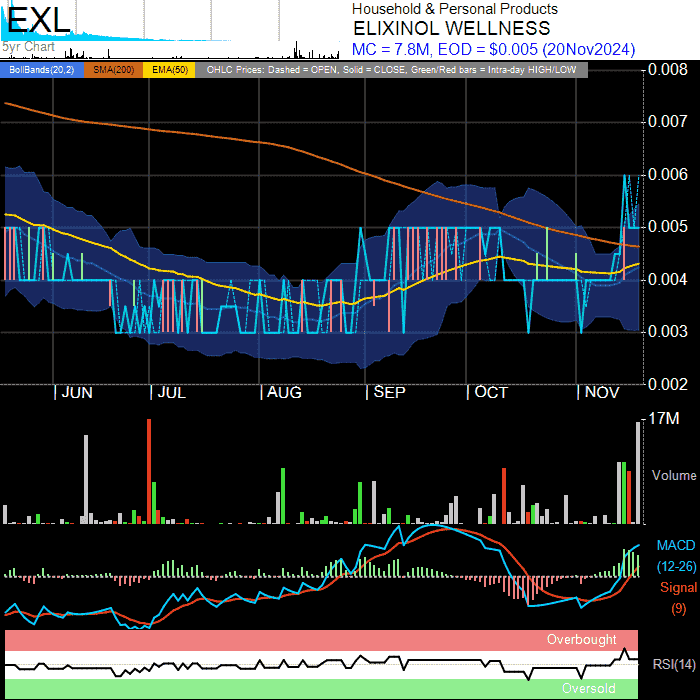 EXL
5yr Chart
Household & Personal Products
ELIXINOL WELLNESS
MC = 7.8M, EOD = $0.005 (20Nov2024)
BollBands(20,2) SMA(200) EMA(50) OHLC Prices: Dashed = OPEN, Solid = CLOSE, Green/Red bars = Intra-day HIGH/LOW
0.008
0.007
0.006
0.005
0.004
0.003
0.002
| JUN | JUL | AUG | SEP | OCT | NOV
17M
Volume
MACD
(12-26)
Signal
(9)
Overbought
RSI(14)
Oversold